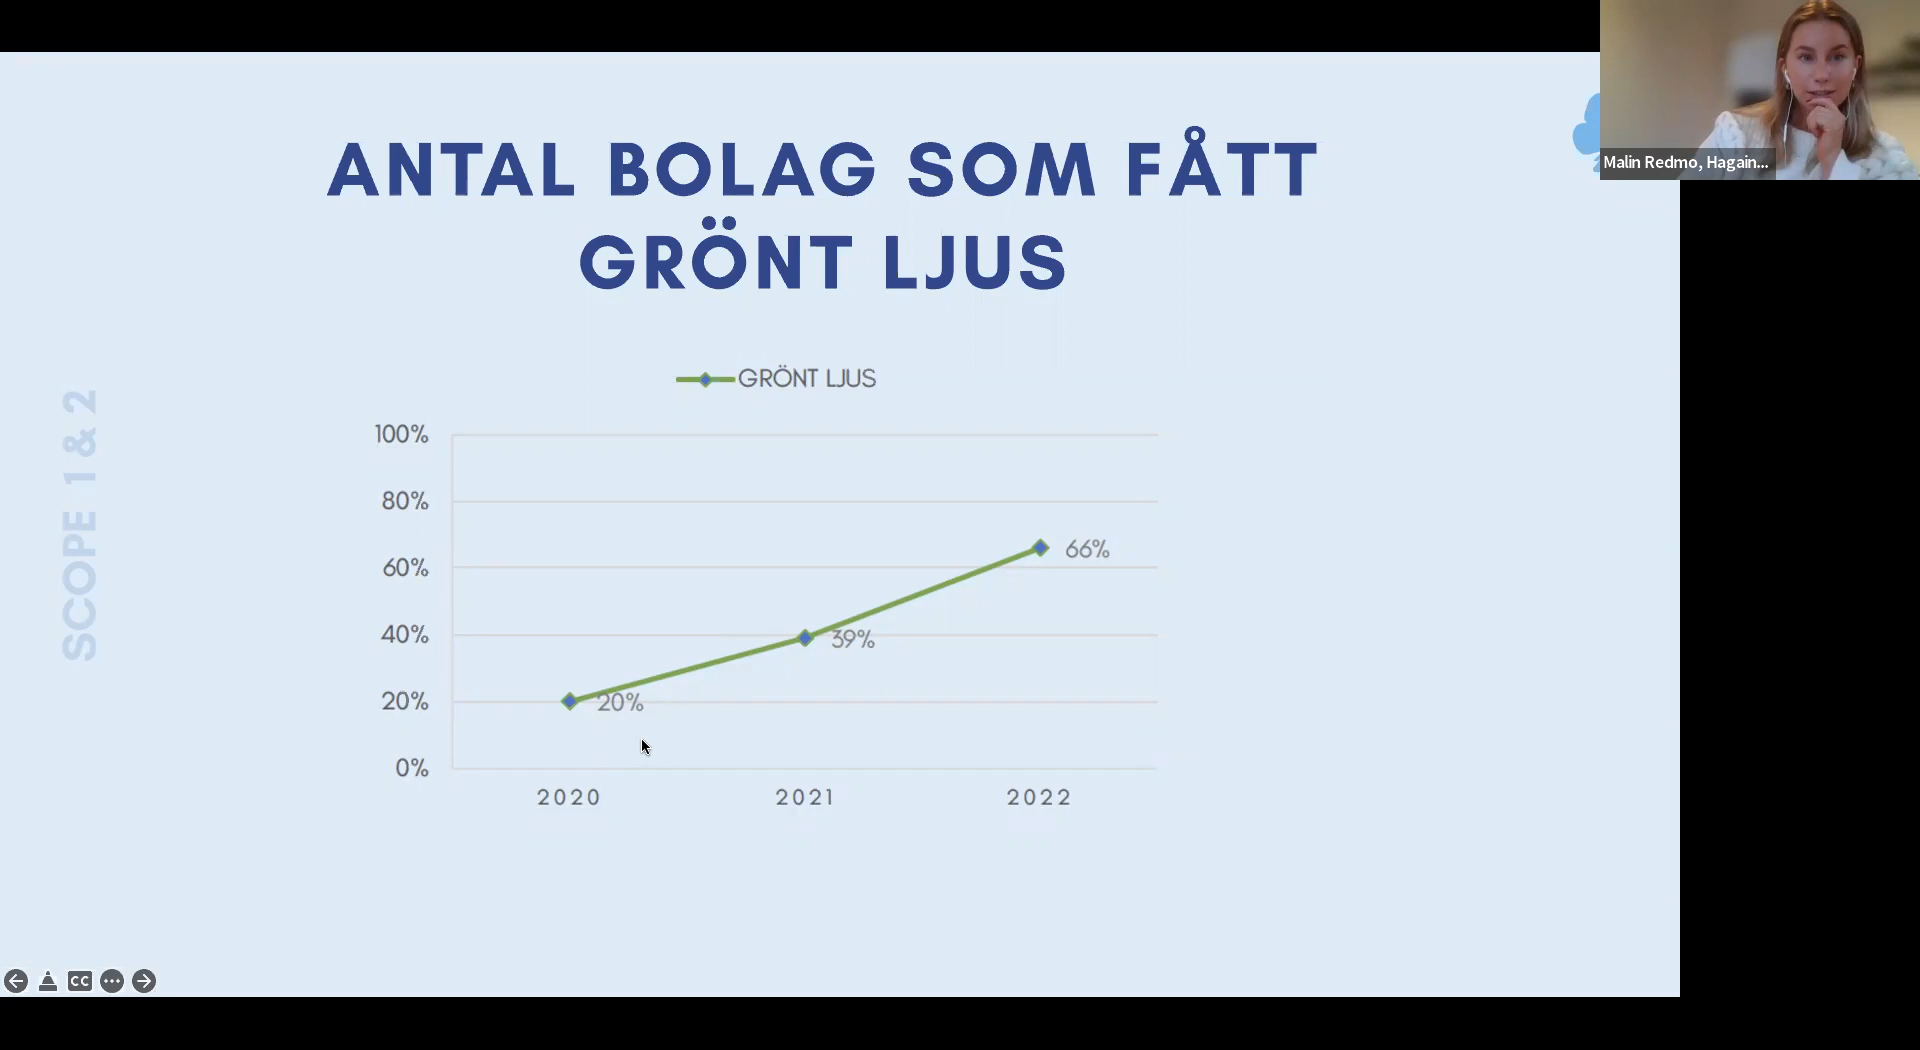 ANTAL BOLAG SOM FÅTT
GRÖNT LJUS
Malin Redmo, Hagain...
SCOPE 1 & 2
GRÖNT LJUS
100%
80%
60%
40%
20%
0%
66%
39%
20%
2020 2021 2022
CC